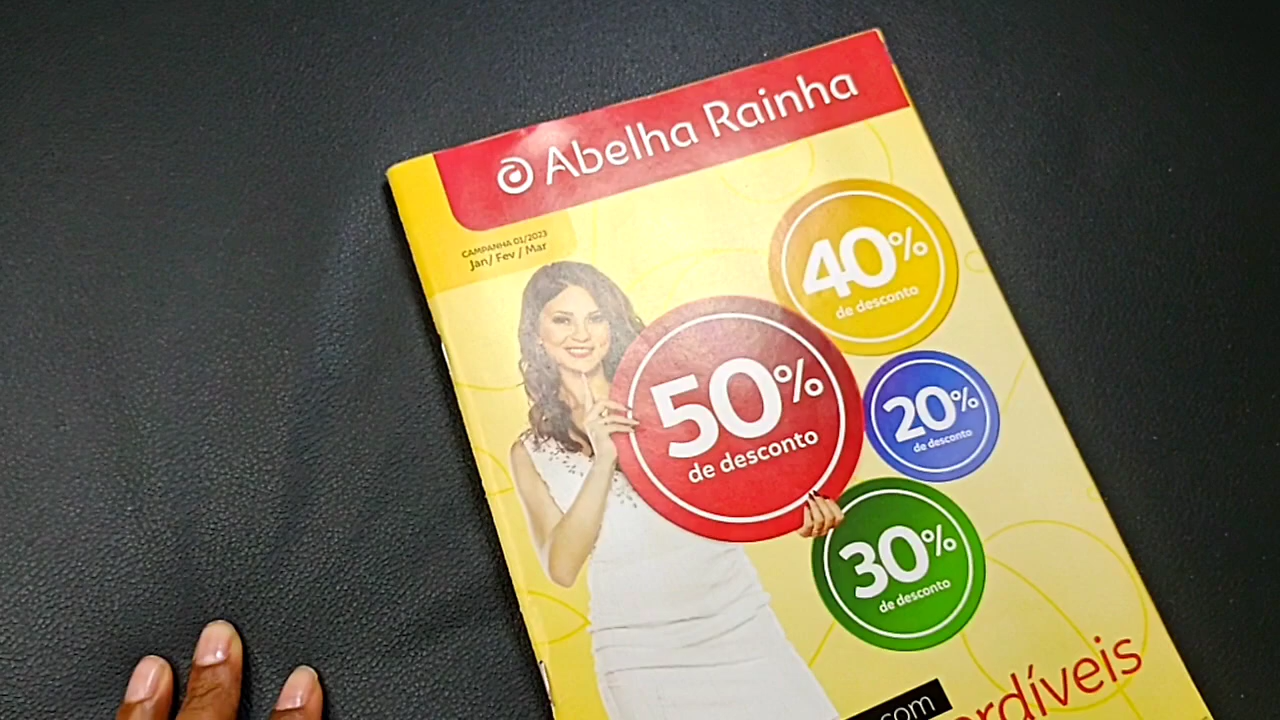 Abelha Rainha
CAMPANHA 01/2023
Jan/ Fev / Mar
40%
de desconto
50%
de desconto
20%
de desconto
30%
de desconto